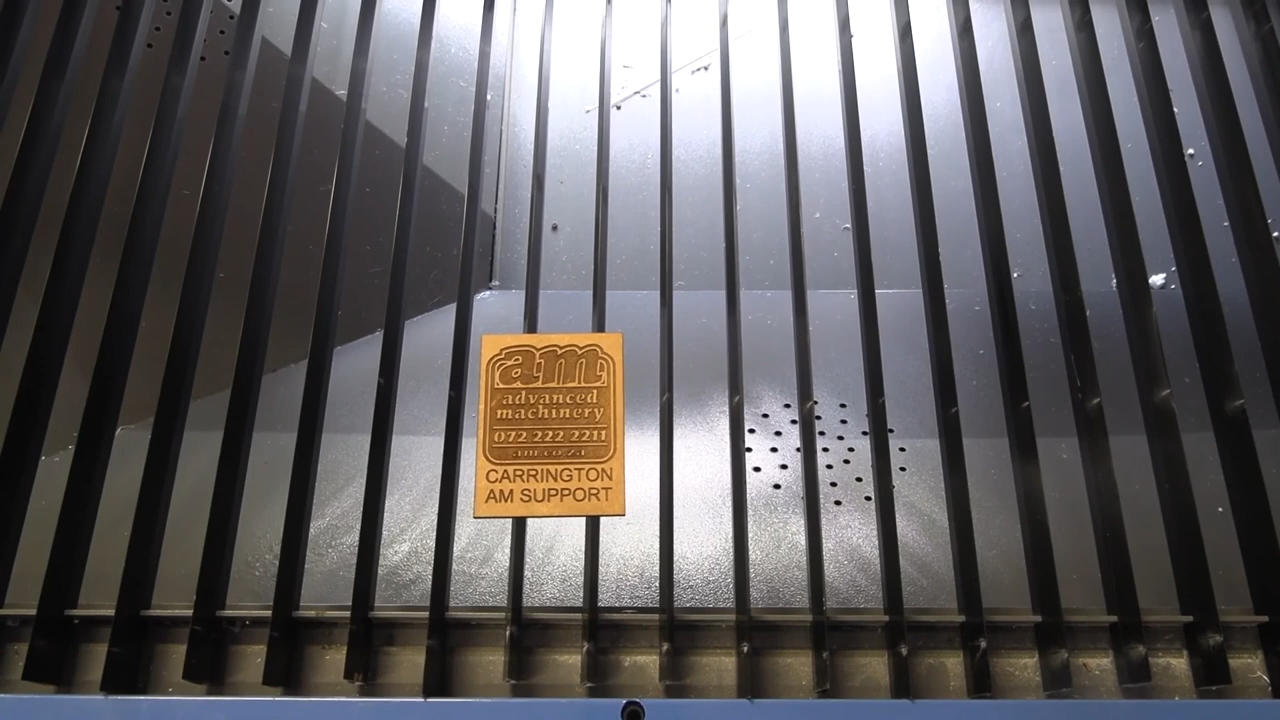 am
advanced
machinery
072 222 2211
am.co.za
CARRINGTON
AM SUPPORT